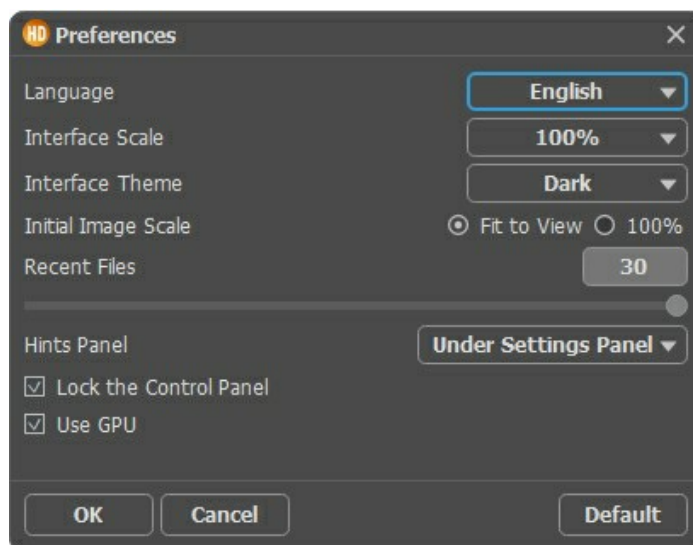 HD Preferences
Language English
Interface Scale 100%
Interface Theme Dark
Initial Image Scale Fit to View 100%
Recent Files 30
Hints Panel Under Settings Panel
Lock the Control Panel
Use GPU
OK Cancel Default